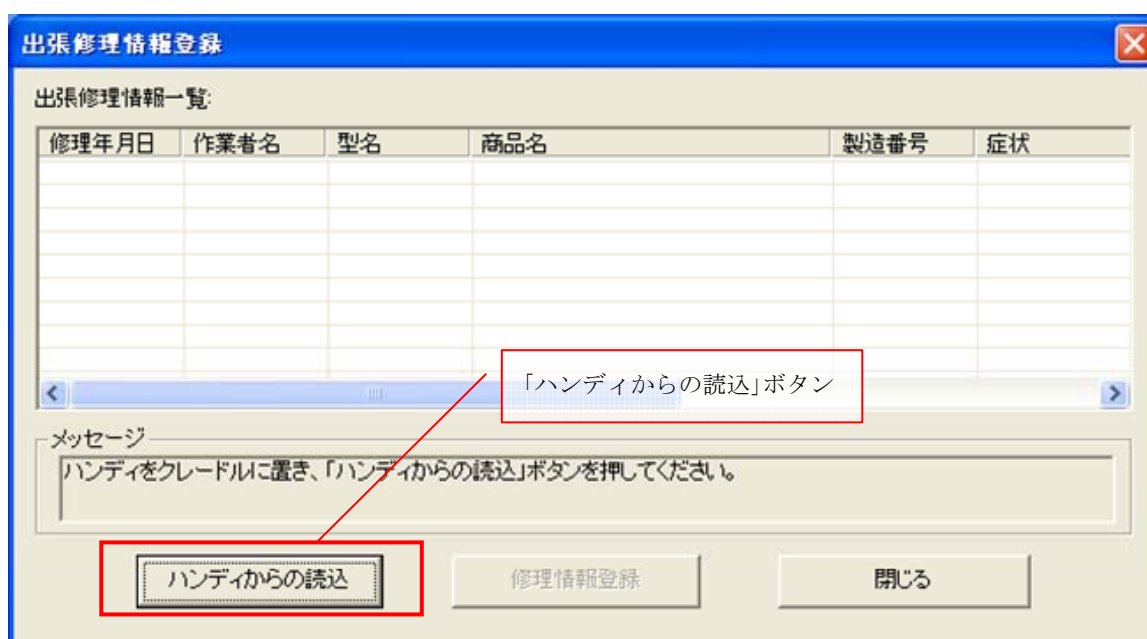 出張修理情報登録
出張修理情報一覧:
修理年月日 作業者名 型名 商品名 製造番号 症状
「ハンディからの読込」ボタン
メッセージ
ハンディをクレードルに置き、「ハンディからの読込」ボタンを押してください。
ハンディからの読込 修理情報登録 閉じる